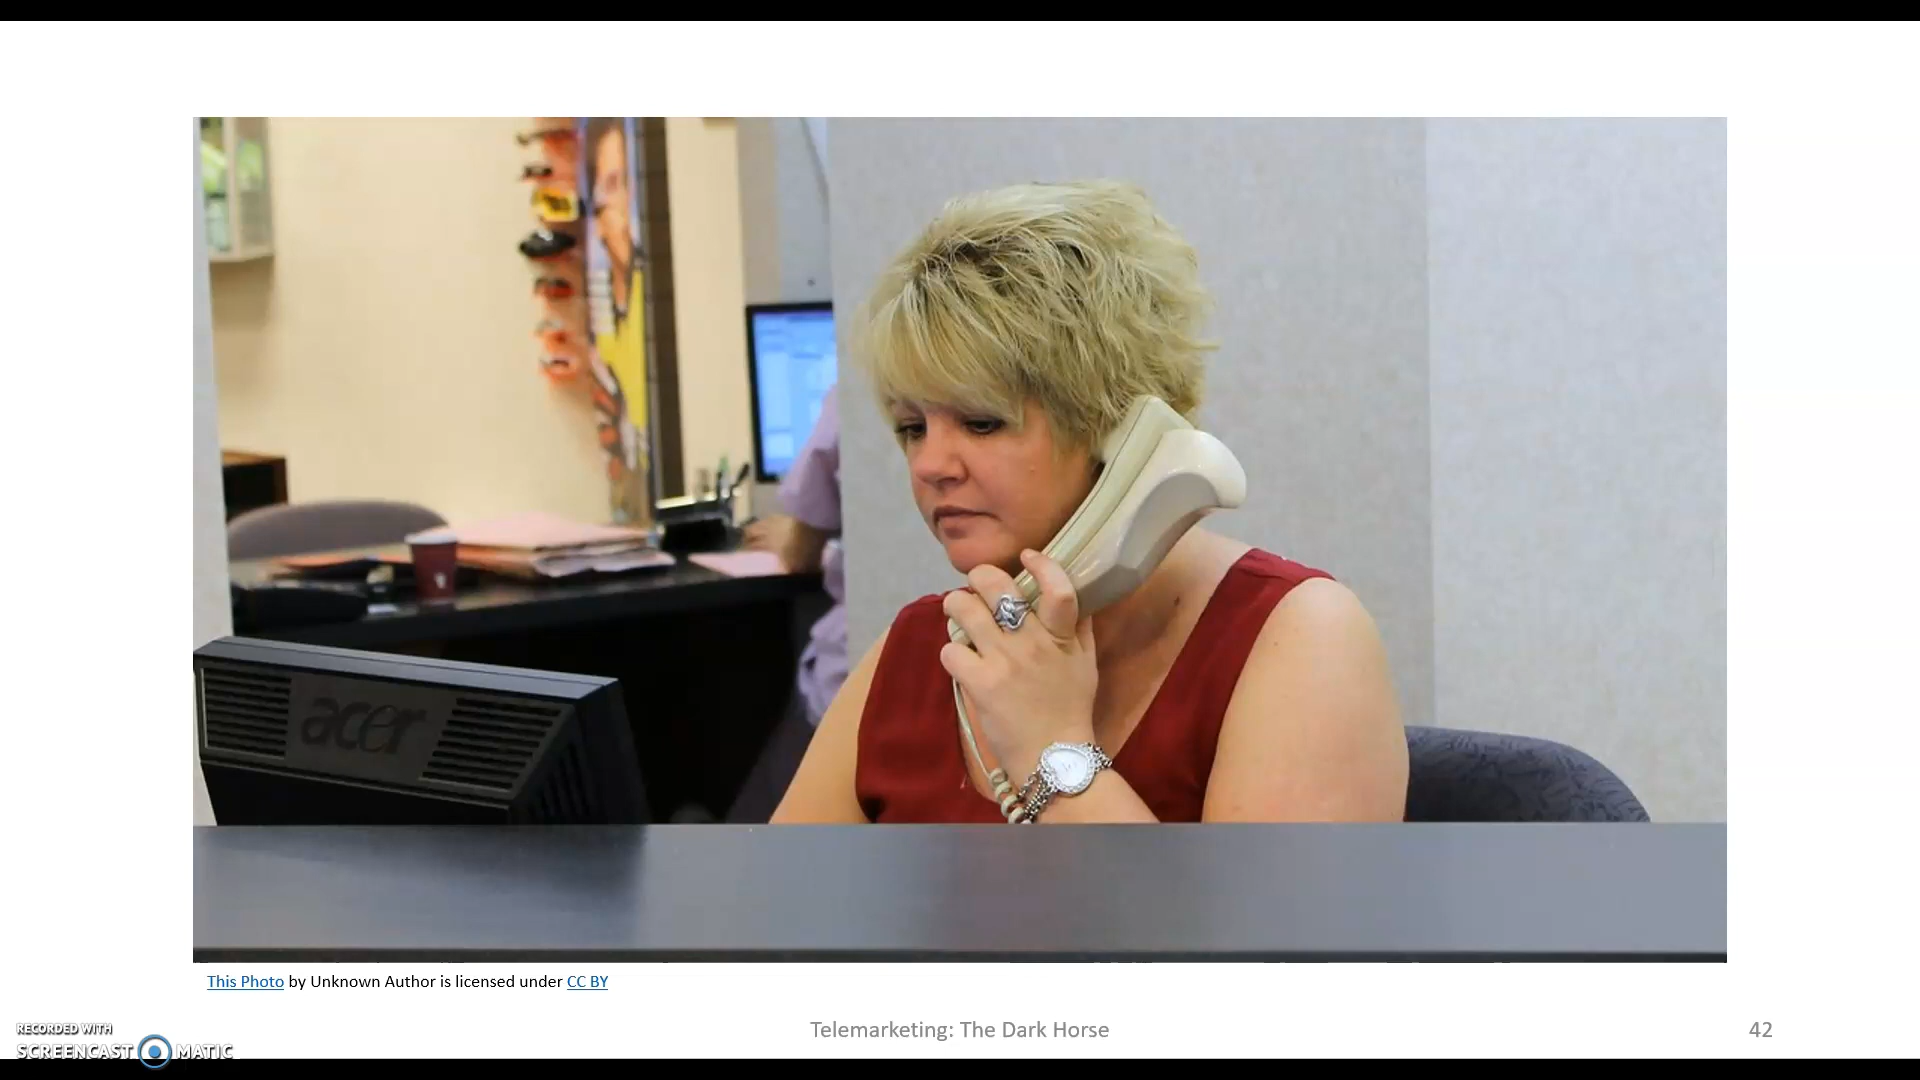 acer
This Photo by Unknown Author is licensed under CC BY
Telemarketing: The Dark Horse
42
RECORDED WITH
SCREENCAST MATIC